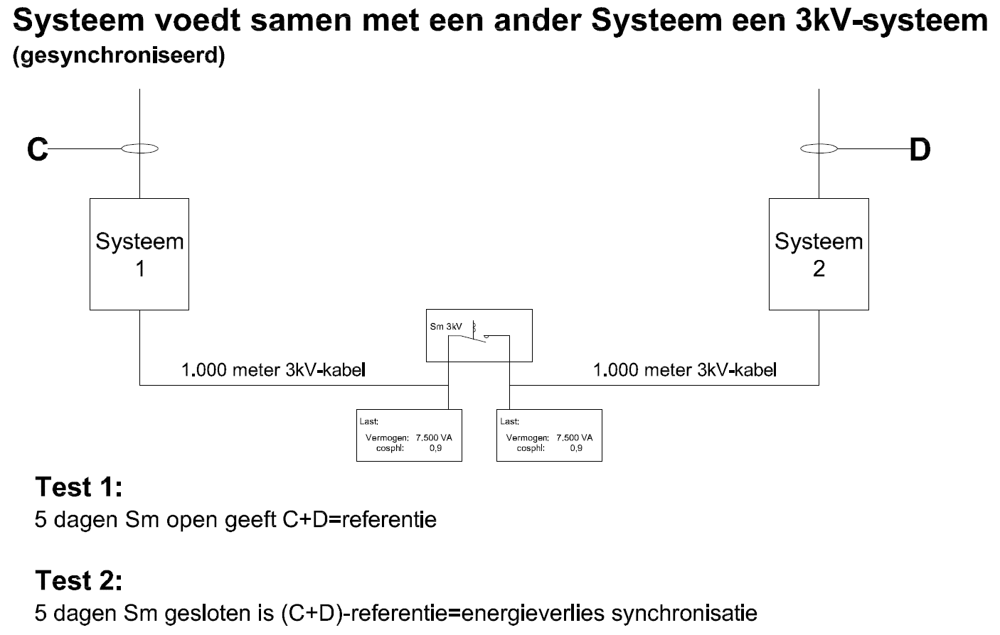 Systeem voedt samen met een ander Systeem een 3kV-systeem
(gesynchroniseerd)
C
D
Systeem
1
Systeem
2
Sm 3kV
1.000 meter 3kV-kabel
1.000 meter 3kV-kabel
Last:
Vermogen: 7.500 VA
cosphi: 0,9
Last:
Vermogen: 7.500 VA
cosphi: 0,9
Test 1:
5 dagen Sm open geeft C+D=referentie
Test 2:
5 dagen Sm gesloten is (C+D)-referentie=energieverlies synchronisatie